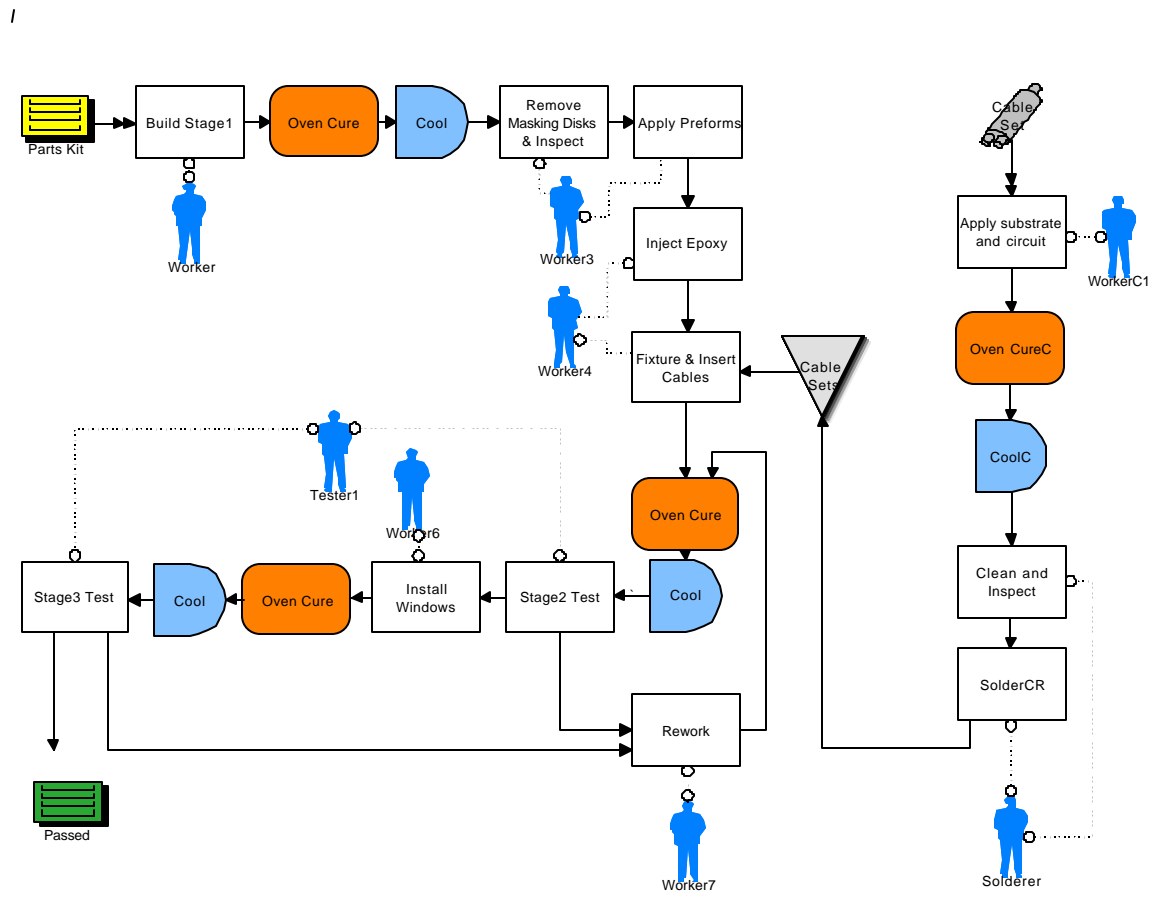 I
Parts Kit
Build Stage1
Oven Cure
Cool
Remove
Masking Disks
& Inspect
Apply Preforms
Cable
Set
Worker
Worker3
Inject Epoxy
Apply substrate
and circuit
WorkerC1
Worker4
Fixture & Insert
Cables
Cable
Sets
Oven CureC
CoolC
Tester1
Worker6
Oven Cure
Stage3 Test
Cool
Oven Cure
Install
Windows
Stage2 Test
Cool
Clean and
Inspect
SolderCR
Rework
Passed
Worker7
Solderer